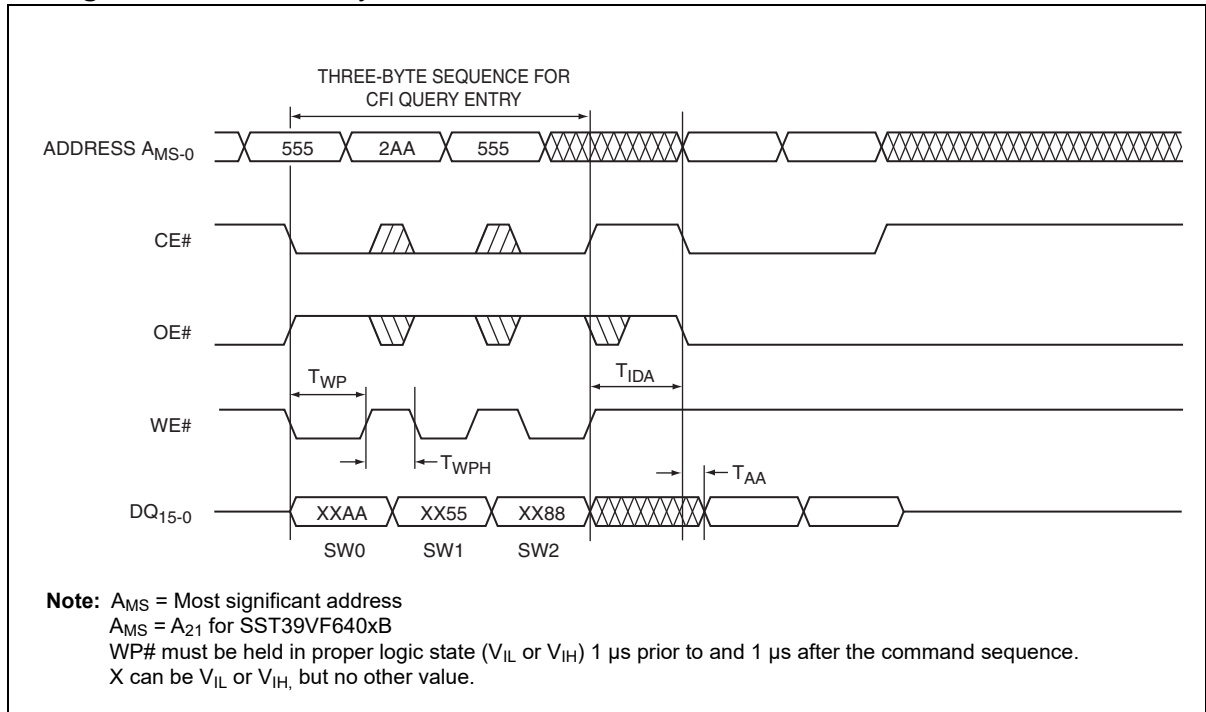 THREE-BYTE SEQUENCE FOR
CFI QUERY ENTRY
ADDRESS AMS-0
555 2AA 555
CE#
OE#
TWP
TIDA
WE#
TWPH
TAA
DQ15-0
XXAA XX55 XX88
SW0 SW1 SW2
Note: AMS = Most significant address
AMS = A21 for SST39VF640xB
WP# must be held in proper logic state (VIL or VIH) 1 µs prior to and 1 µs after the command sequence.
X can be VIL or VIH, but no other value.